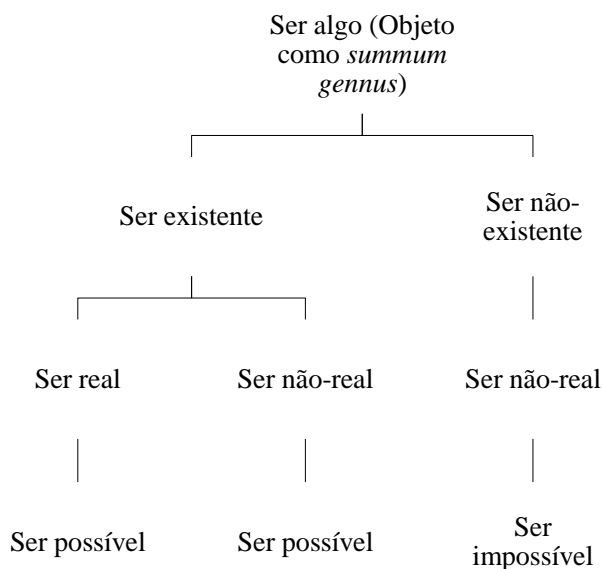 Ser algo (Objeto
como summum
gennus)
Ser existente
Ser não-
existente
Ser real
Ser não-real
Ser não-real
Ser possível
Ser possível
Ser
impossível